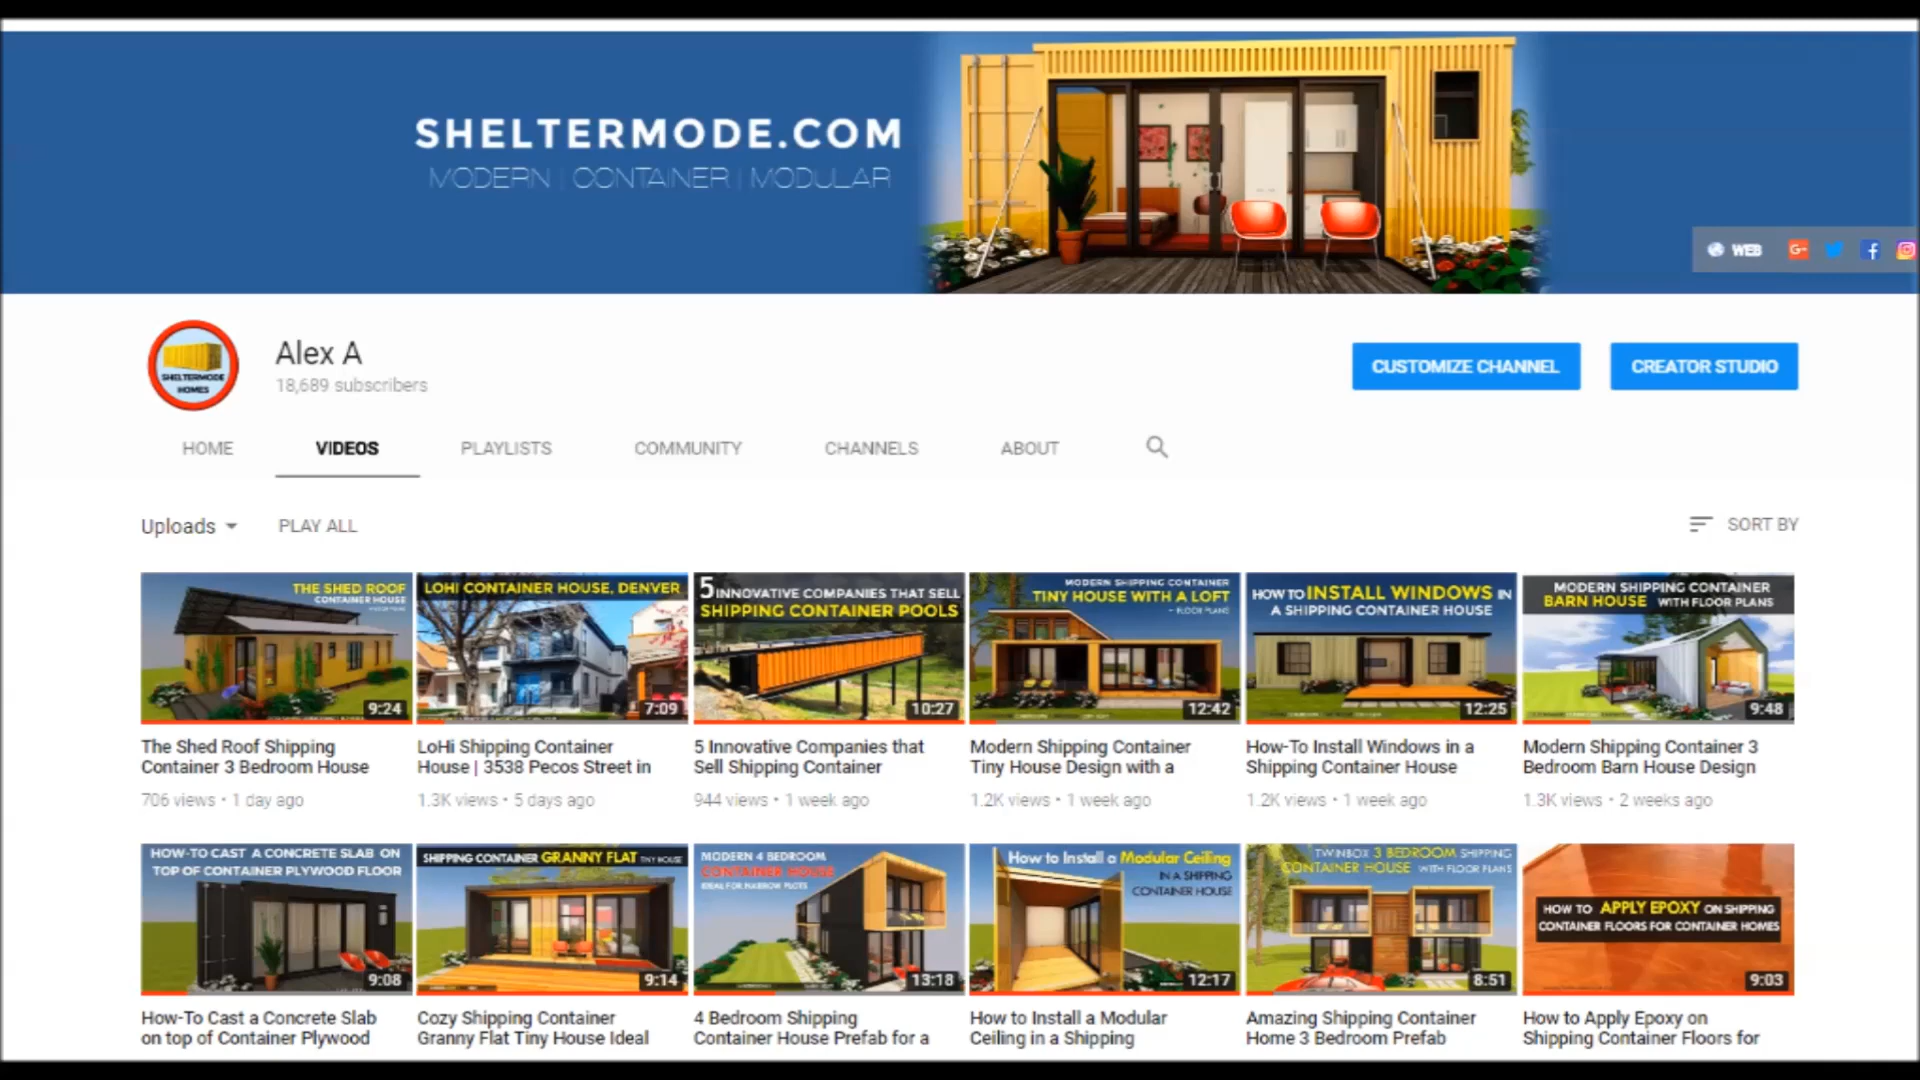 SHELTERMODE.COM
MODERN | CONTAINER | MODULAR
WEB
SHELTERMODE
HOMES
Alex A
18,689 subscribers
CUSTOMIZE CHANNEL
CREATOR STUDIO
HOME
VIDEOS
PLAYLISTS
COMMUNITY
CHANNELS
ABOUT
Uploads
PLAY ALL
SORT BY
THE SHED ROOF
CONTAINER HOUSE
9:24
LOHI CONTAINER HOUSE, DENVER
7:09
5 INNOVATIVE COMPANIES THAT SELL
SHIPPING CONTAINER POOLS
10:27
MODERN SHIPPING CONTAINER
TINY HOUSE WITH A LOFT
+ FLOOR PLANS
12:42
HOW TO INSTALL WINDOWS IN
A SHIPPING CONTAINER HOUSE
12:25
MODERN SHIPPING CONTAINER
BARN HOUSE WITH FLOOR PLANS
9:48
The Shed Roof Shipping
Container 3 Bedroom House
706 views • 1 day ago
LoHi Shipping Container
House | 3538 Pecos Street in
1.3K views • 5 days ago
5 Innovative Companies that
Sell Shipping Container
944 views • 1 week ago
Modern Shipping Container
Tiny House Design with a
1.2K views • 1 week ago
How-To Install Windows in a
Shipping Container House
1.2K views • 1 week ago
Modern Shipping Container 3
Bedroom Barn House Design
1.3K views • 2 weeks ago
HOW-TO CAST A CONCRETE SLAB ON
TOP OF CONTAINER PLYWOOD FLOOR
9:08
SHIPPING CONTAINER GRANNY FLAT TINY HOUSE
9:14
MODERN 4 BEDROOM
CONTAINER HOUSE
IDEAL FOR NARROW PLOTS
13:18
How to Install a Modular Ceiling
IN A SHIPPING
CONTAINER HOUSE
12:17
TWINBOX 3 BEDROOM SHIPPING
CONTAINER HOUSE WITH FLOOR PLANS
8:51
HOW TO APPLY EPOXY ON SHIPPING
CONTAINER FLOORS FOR CONTAINER HOMES
9:03
How-To Cast a Concrete Slab
on top of Container Plywood
Cozy Shipping Container
Granny Flat Tiny House Ideal
4 Bedroom Shipping
Container House Prefab for a
How to Install a Modular
Ceiling in a Shipping
Amazing Shipping Container
Home 3 Bedroom Prefab
How to Apply Epoxy on
Shipping Container Floors for